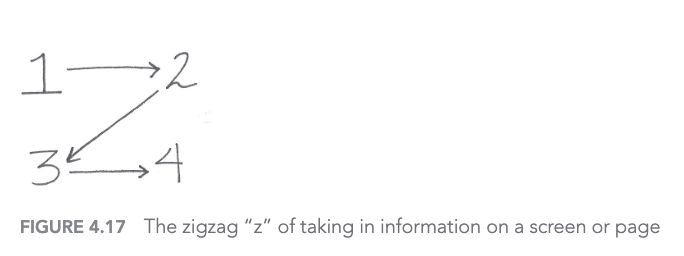 1 → 2
3 → 4
FIGURE 4.17 The zigzag “z” of taking in information on a screen or page